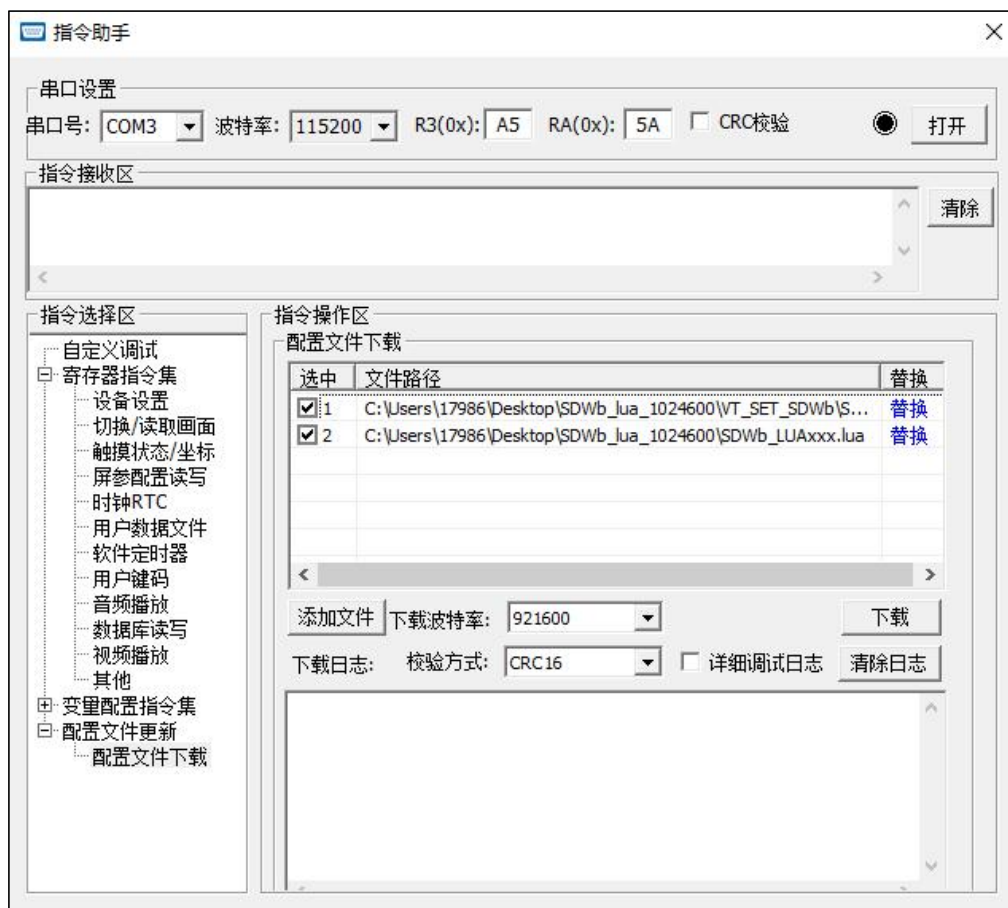 指令助手
串口设置
串口号: COM3 波特率: 115200 R3(0x): A5 RA(0x): 5A CRC校验 打开
指令接收区
清除
指令选择区
自定义调试
寄存器指令集
设备设置
切换/读取画面
触摸状态/坐标
屏参配置读写
时钟RTC
用户数据文件
软件定时器
用户键码
音频播放
数据库读写
视频播放
其他
变量配置指令集
配置文件更新
配置文件下载
指令操作区
配置文件下载
选中 文件路径 替换
1 C:\Users\17986\Desktop\SDWb_lua_1024600\VT_SET_SDWb\S... 替换
2 C:\Users\17986\Desktop\SDWb_lua_1024600\SDWb_LUAxxx.lua 替换
添加文件 下载波特率: 921600 下载
下载日志: 校验方式: CRC16 详细调试日志 清除日志